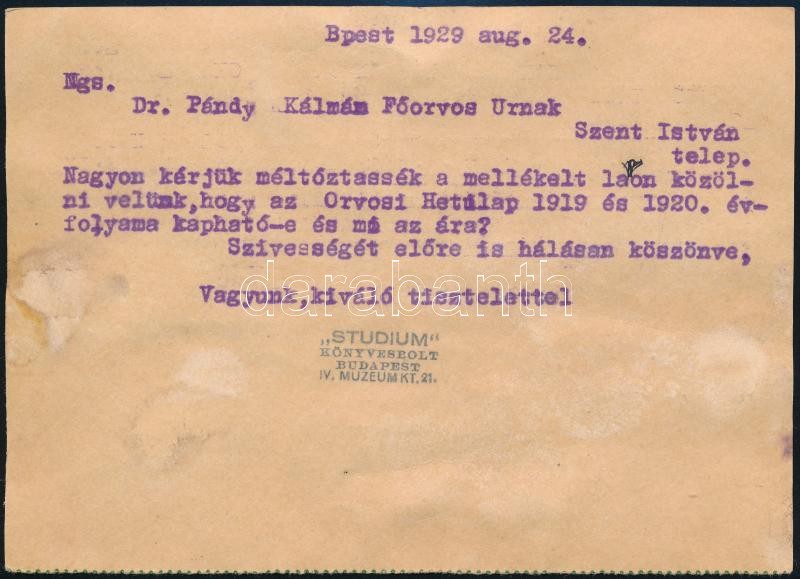 Bpest 1929 aug. 24.
Ngs.
Dr. Pándy Kálmán Főorvos Urnak
Szent István
telep.
Nagyon kérjük méltóztassék a mellékelt lapon közöl-
ni velünk,hogy az Orvosi Hetilap 1919 és 1920. év-
folyama kapható-e és mi az ára?
Szivességét előre is hálásan köszönve,
Vagyunk,kiváló tisztelettel
darabanth
„STUDIUM"
KÖNYVESBOLT
BUDAPEST
IV. MUZEUM KT. 21.